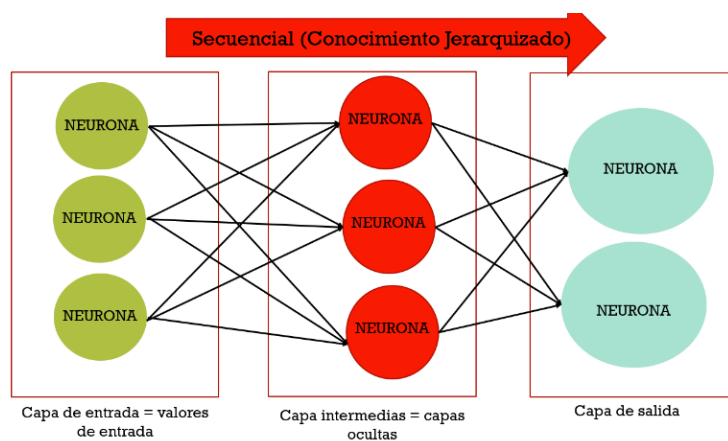 Secuencial (Conocimiento Jerarquizado)
NEURONA
NEURONA
NEURONA
NEURONA
NEURONA
NEURONA
NEURONA
NEURONA
Capa de entrada = valores
de entrada
Capa intermedias = capas
ocultas
Capa de salida